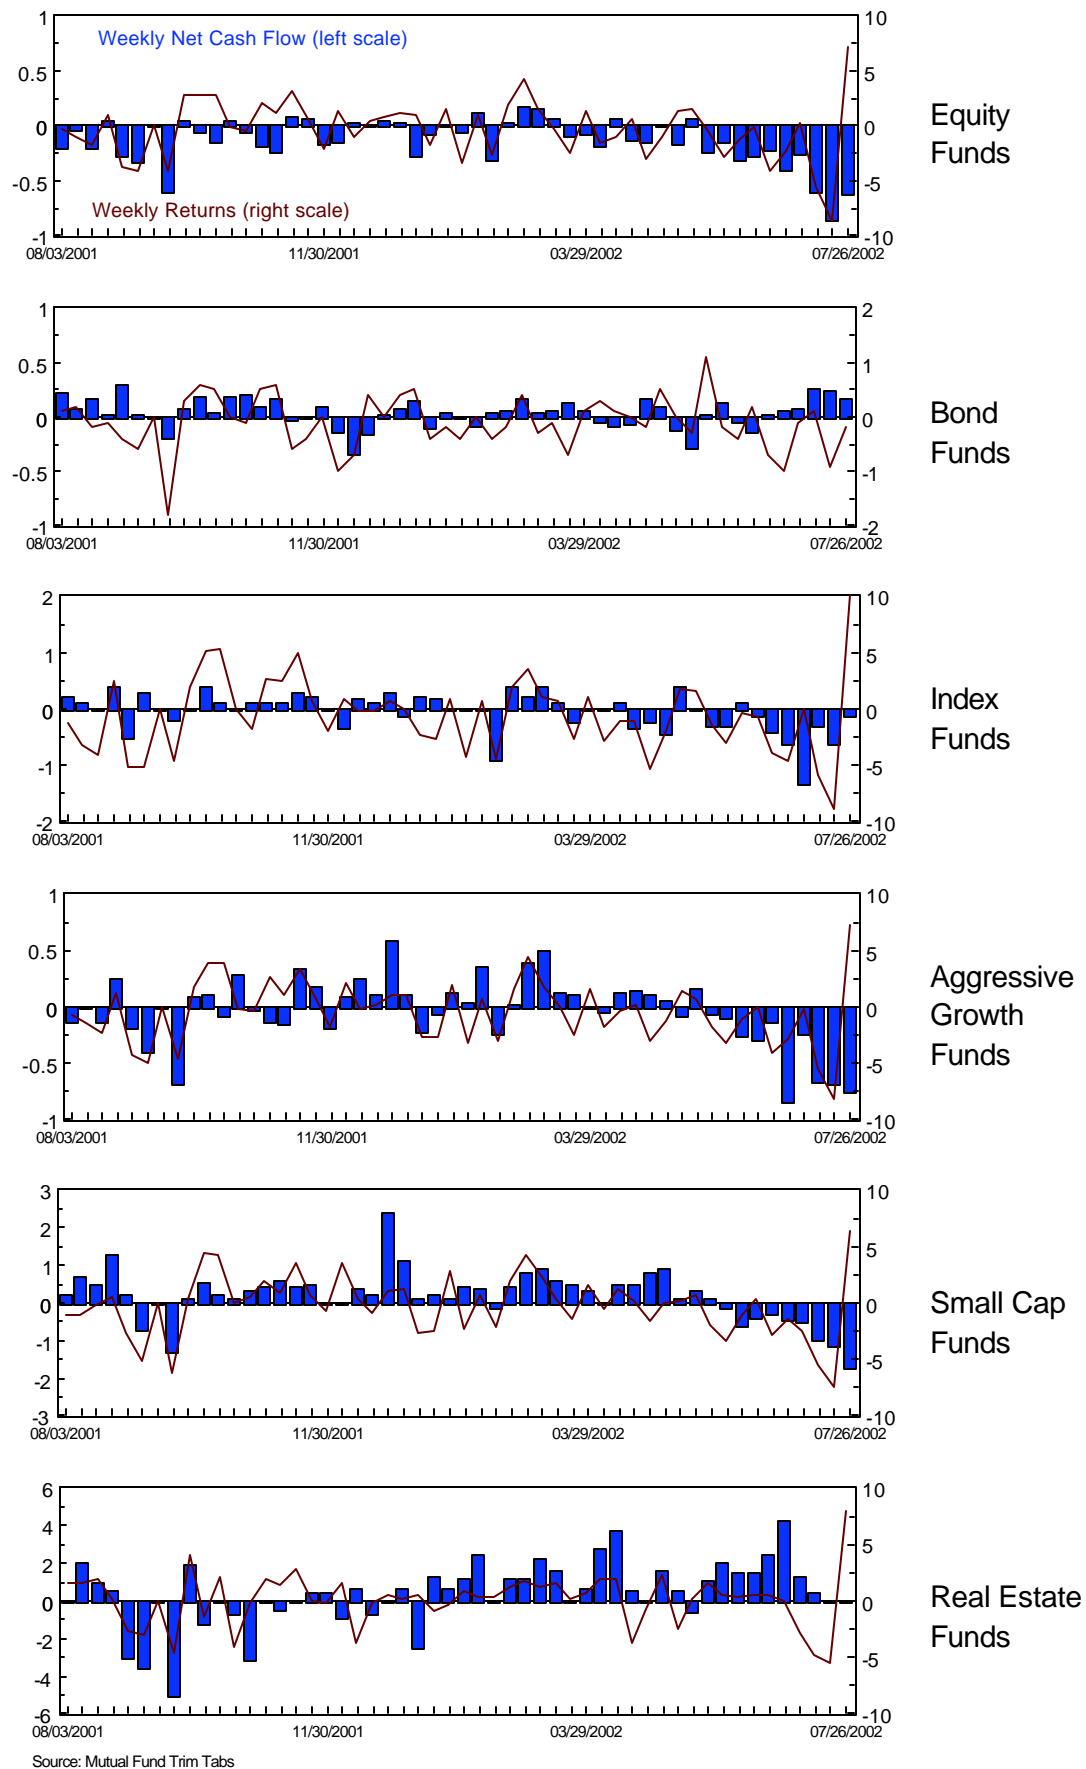 Weekly Net Cash Flow (left scale)
Weekly Returns (right scale)
1
0.5
0
-0.5
-1
10
5
0
-5
-10
08/03/2001 11/30/2001 03/29/2002 07/26/2002
Equity
Funds
1
0.5
0
-0.5
-1
2
1
0
-1
-2
08/03/2001 11/30/2001 03/29/2002 07/26/2002
Bond
Funds
2
1
0
-1
-2
10
5
0
-5
-10
08/03/2001 11/30/2001 03/29/2002 07/26/2002
Index
Funds
1
0.5
0
-0.5
-1
10
5
0
-5
-10
08/03/2001 11/30/2001 03/29/2002 07/26/2002
Aggressive
Growth
Funds
3
2
1
0
-1
-2
-3
10
5
0
-5
-10
08/03/2001 11/30/2001 03/29/2002 07/26/2002
Small Cap
Funds
6
4
2
0
-2
-4
-6
10
5
0
-5
-10
08/03/2001 11/30/2001 03/29/2002 07/26/2002
Real Estate
Funds
Source: Mutual Fund Trim Tabs